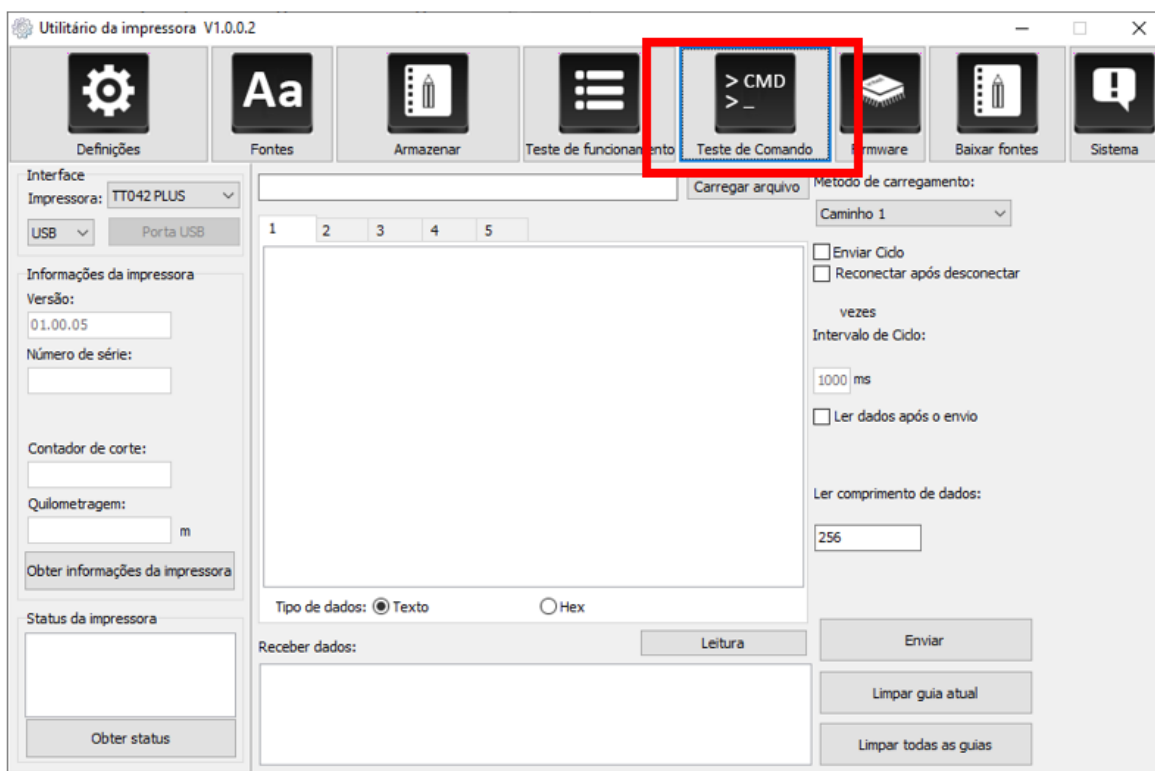 Utilitário da impressora V1.0.0.2
Aa
> CMD
> _
Definições
Fontes
Armazenar
Teste de funcionamento
Teste de Comando
Firmware
Baixar fontes
Sistema
Interface
Impressora: TT042 PLUS
USB
Porta USB
Informações da impressora
Versão:
01.00.05
Número de série:
Contador de corte:
Quilometragem:
m
Obter informações da impressora
Status da impressora
Obter status
Carregar arquivo
1 2 3 4 5
Tipo de dados: Texto Hex
Receber dados:
Leitura
Metodo de carregamento:
Caminho 1
Enviar Ciclo
Reconectar após desconectar
vezes
Intervalo de Ciclo:
1000 ms
Ler dados após o envio
Ler comprimento de dados:
256
Enviar
Limpar guia atual
Limpar todas as guias